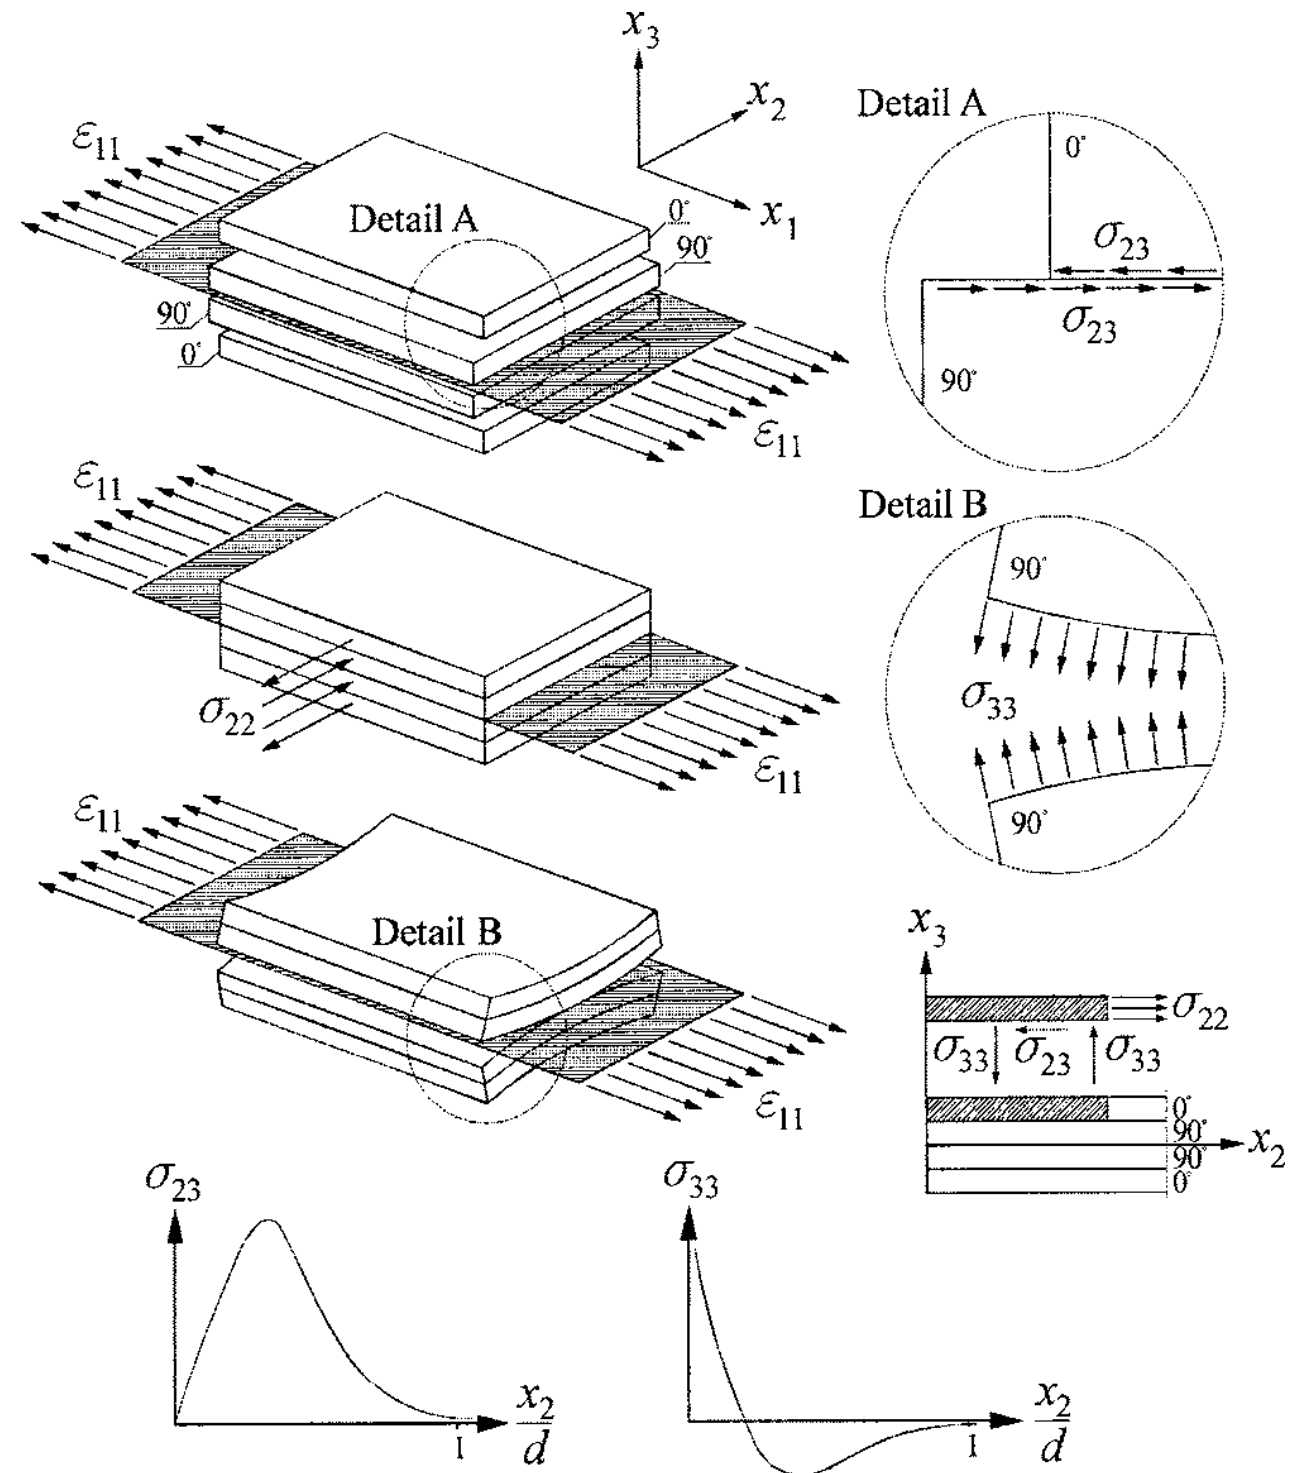 x₃
x₂
x₁
Detail A
0°
σ₂₃
σ₂₃
90°
ε₁₁
Detail A
0°
90°
90°
0°
ε₁₁
ε₁₁
σ₂₂
ε₁₁
Detail B
90°
σ₃₃
90°
ε₁₁
Detail B
ε₁₁
x₃
σ₂₂
σ₃₃ σ₂₃ σ₃₃
0°
90°
90°
0°
x₂
σ₂₃
1
x₂/d
σ₃₃
1
x₂/d